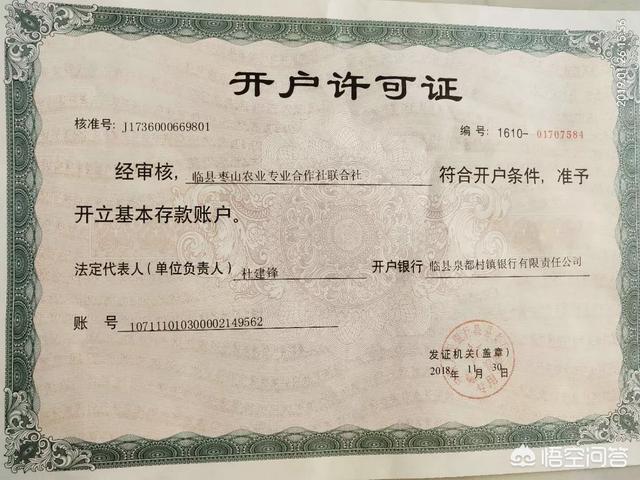 开户许可证
核准号: J1736000669801
编号: 1610-01707584
经审核, 临县枣山农业专业合作社联合社 符合开户条件, 准予
开立基本存款账户。
法定代表人(单位负责人) 杜建锋 开户银行 临县泉都村镇银行有限责任公司
账号 107111010300002149562
发证机关(盖章)
2018年 11月 30日
悟空问答